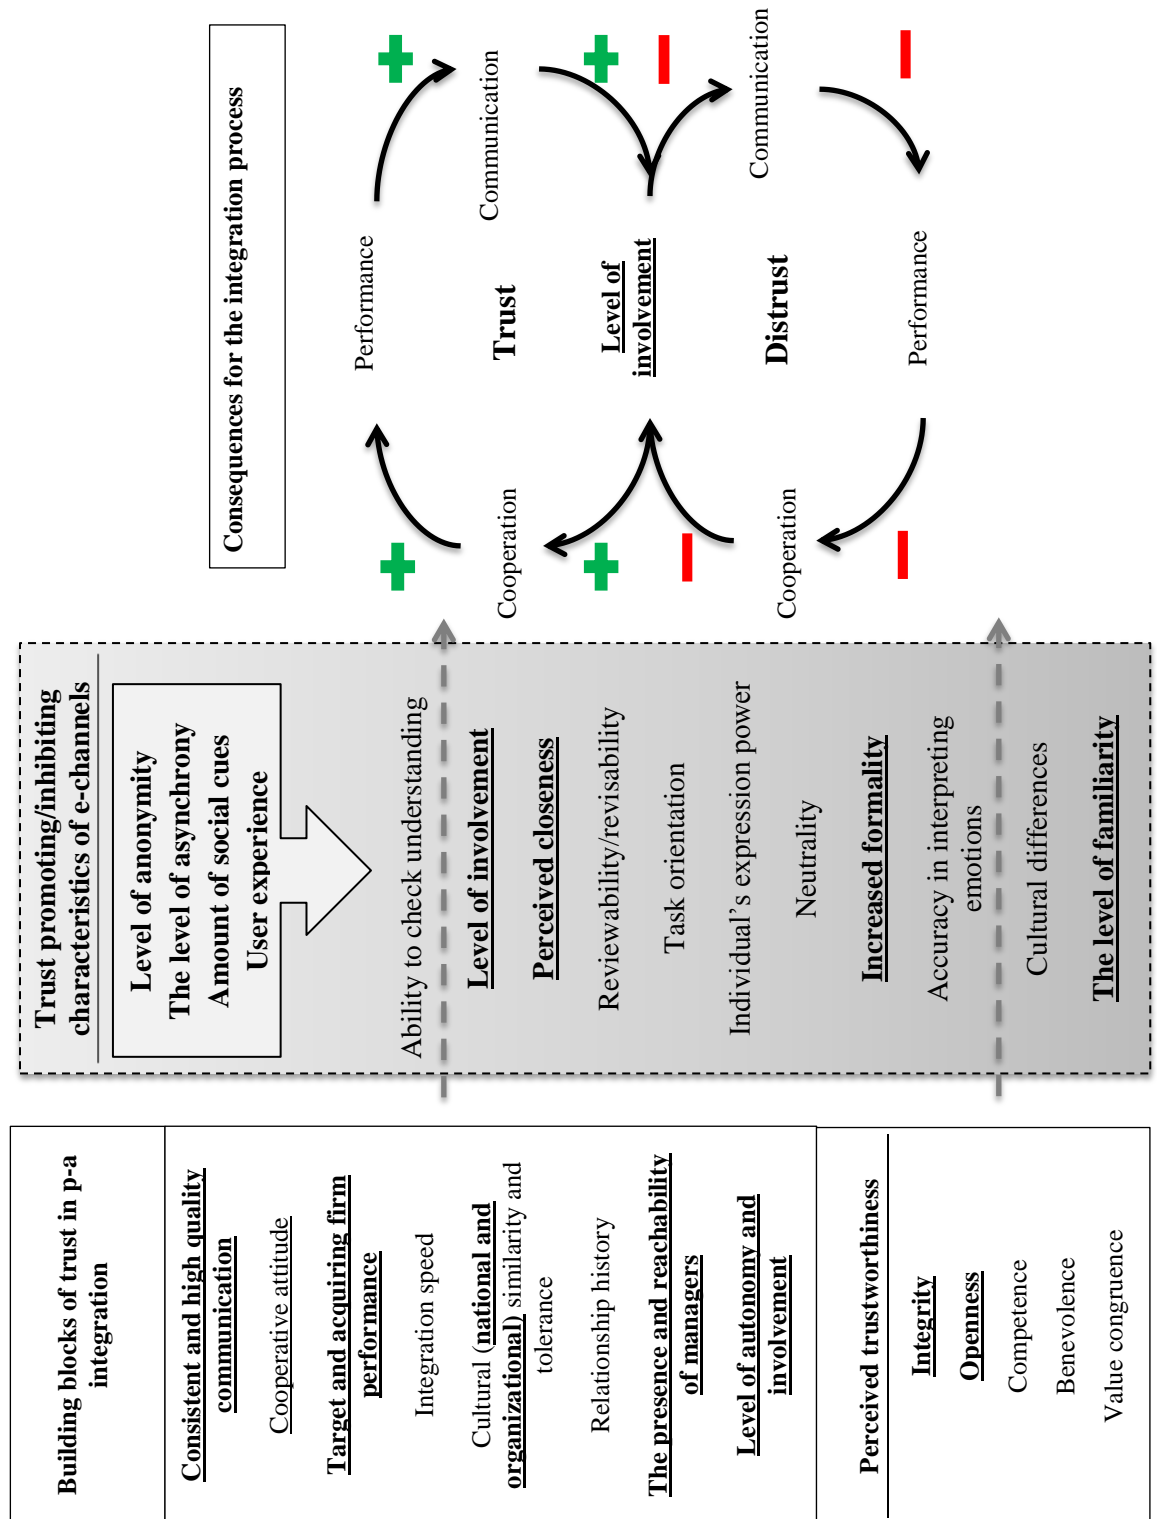 Building blocks of trust in p-a
integration
Consistent and high quality
communication
Cooperative attitude
Target and acquiring firm
performance
Integration speed
Cultural (national and
organizational) similarity and
tolerance
Relationship history
The presence and reachability
of managers
Level of autonomy and
involvement
Perceived trustworthiness
Integrity
Openness
Competence
Benevolence
Value congruence
Trust promoting/inhibiting
characteristics of e-channels
Level of anonymity
The level of asynchrony
Amount of social cues
User experience
Ability to check understanding
Level of involvement
Perceived closeness
Reviewability/revisability
Task orientation
Individual’s expression power
Neutrality
Increased formality
Accuracy in interpreting
emotions
Cultural differences
The level of familiarity
Consequences for the integration process
Performance
Cooperation
Trust
Communication
Level of
involvement
Cooperation
Distrust
Communication
Performance